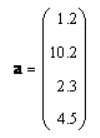 a = ( 1.2
10.2
2.3
4.5 )